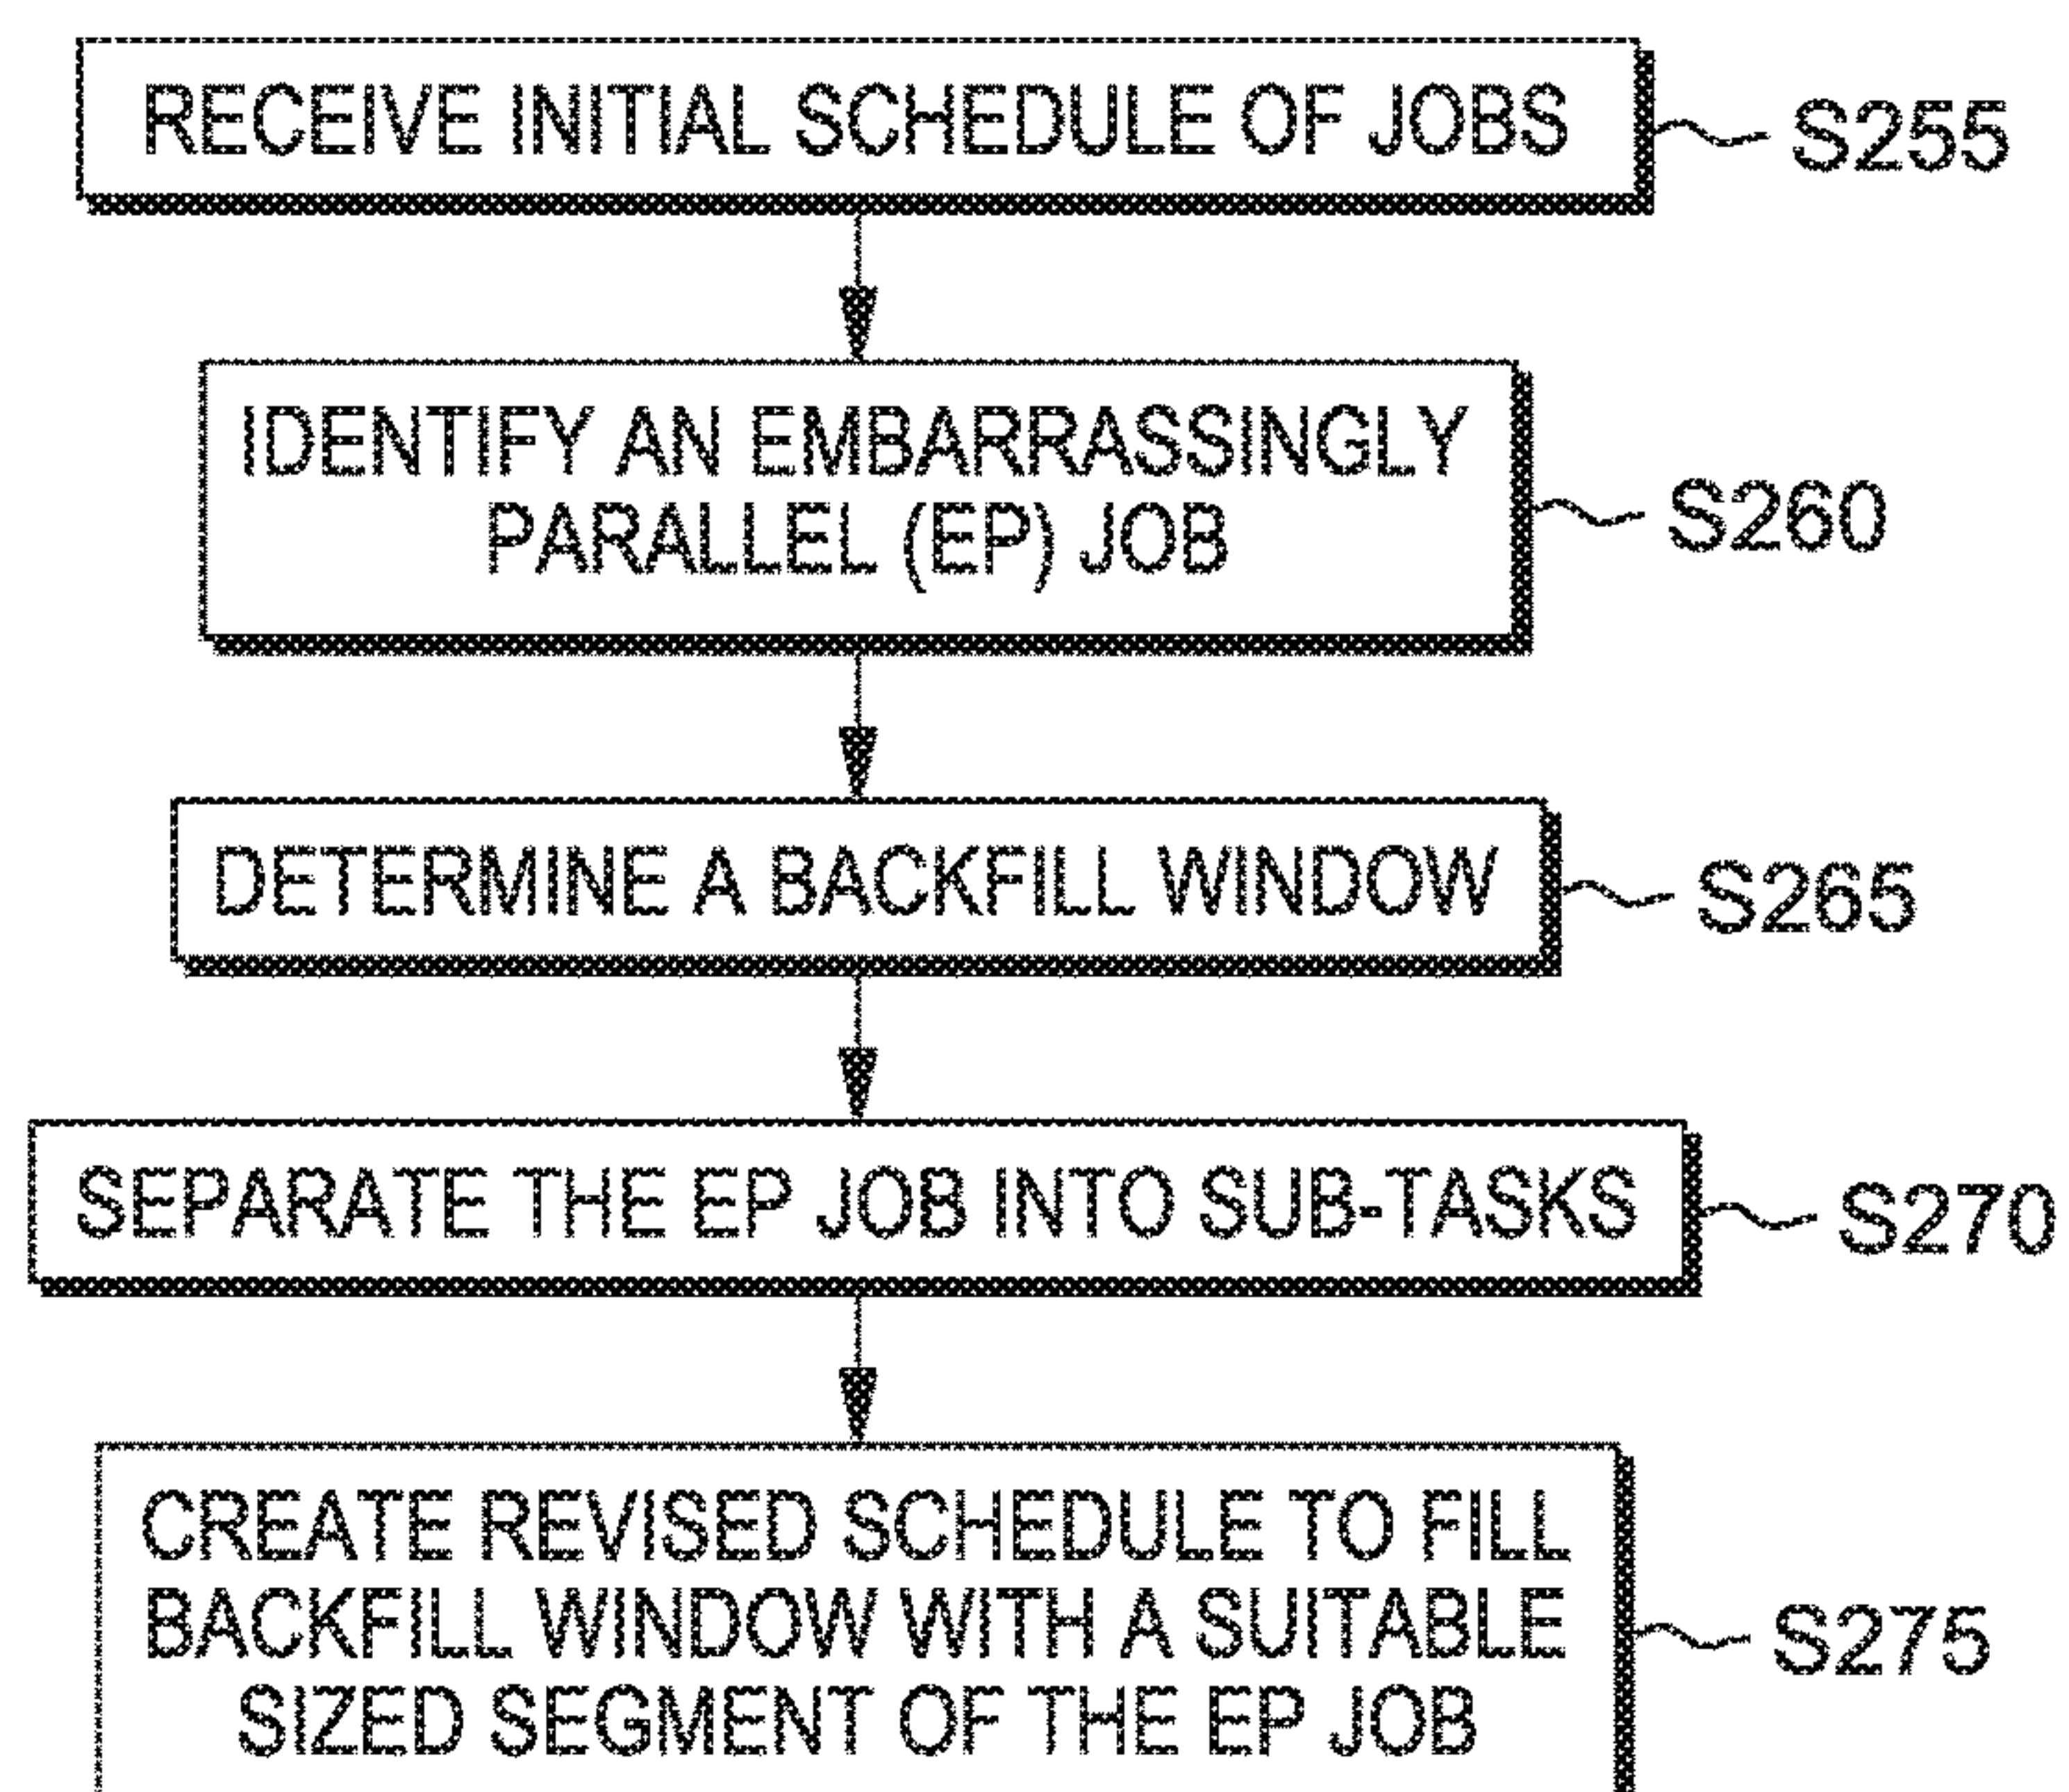 RECEIVE INITIAL SCHEDULE OF JOBS
S255
IDENTIFY AN EMBARRASSINGLY
PARALLEL (EP) JOB
S260
DETERMINE A BACKFILL WINDOW
S265
SEPARATE THE EP JOB INTO SUB-TASKS
S270
CREATE REVISED SCHEDULE TO FILL
BACKFILL WINDOW WITH A SUITABLE
SIZED SEGMENT OF THE EP JOB
S275